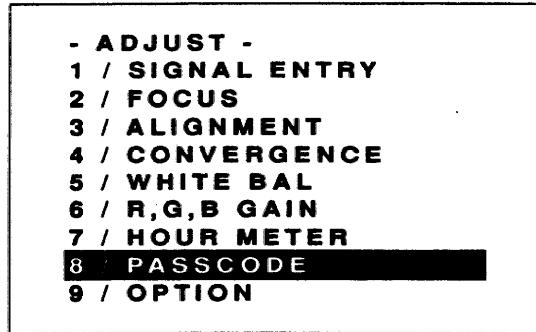 - ADJUST -
1 / SIGNAL ENTRY
2 / FOCUS
3 / ALIGNMENT
4 / CONVERGENCE
5 / WHITE BAL
6 / R,G,B GAIN
7 / HOUR METER
8 / PASSCODE
9 / OPTION